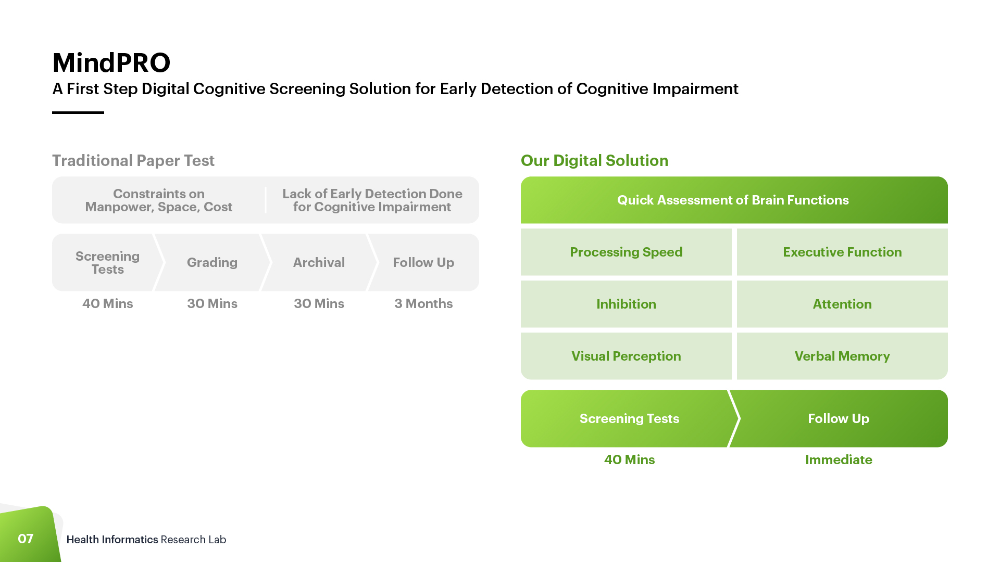 MindPRO
A First Step Digital Cognitive Screening Solution for Early Detection of Cognitive Impairment
Traditional Paper Test
Constraints on
Manpower, Space, Cost
Lack of Early Detection Done
for Cognitive Impairment
Screening
Tests
Grading
Archival
Follow Up
40 Mins
30 Mins
30 Mins
3 Months
Our Digital Solution
Quick Assessment of Brain Functions
Processing Speed
Executive Function
Inhibition
Attention
Visual Perception
Verbal Memory
Screening Tests
Follow Up
40 Mins
Immediate
07
Health Informatics Research Lab